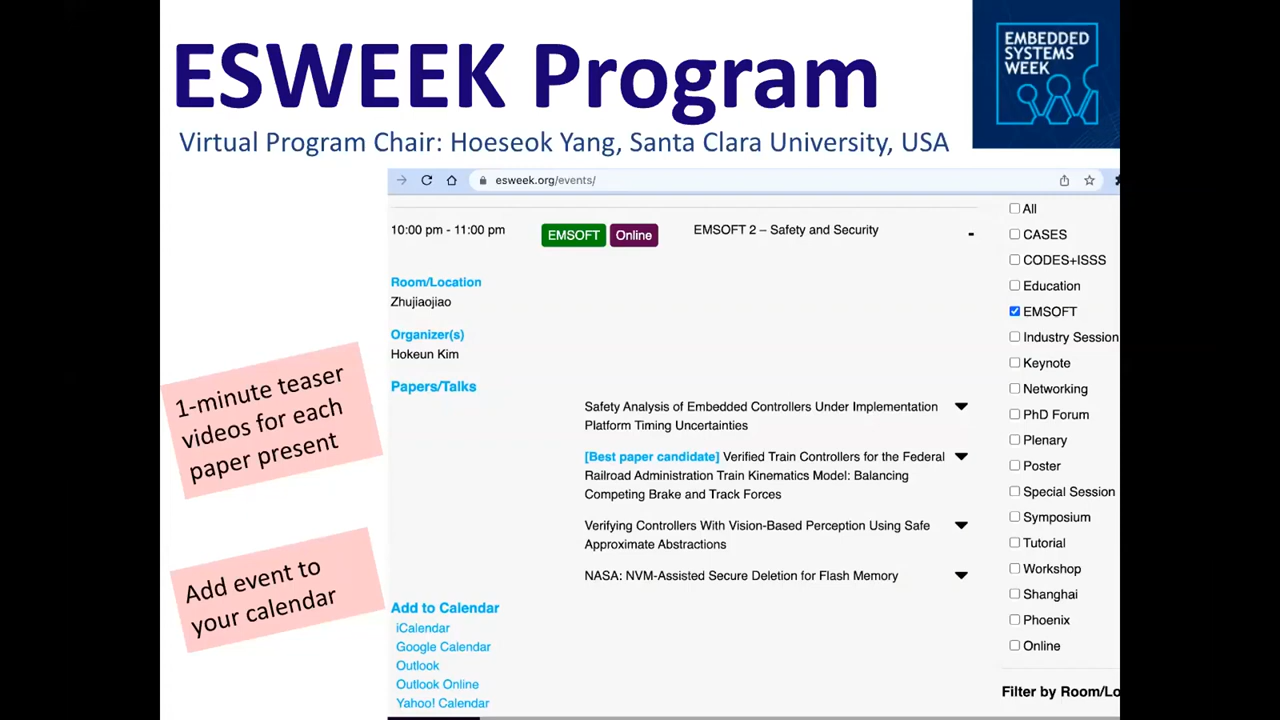 ESWEEK Program
EMBEDDED
SYSTEMS
WEEK
Virtual Program Chair: Hoeseok Yang, Santa Clara University, USA
esweek.org/events/
10:00 pm - 11:00 pm
EMSOFT
Online
EMSOFT 2 – Safety and Security
-
Room/Location
Zhujiaojiao
Organizer(s)
Hokeun Kim
Papers/Talks
Safety Analysis of Embedded Controllers Under Implementation
Platform Timing Uncertainties
[Best paper candidate] Verified Train Controllers for the Federal
Railroad Administration Train Kinematics Model: Balancing
Competing Brake and Track Forces
Verifying Controllers With Vision-Based Perception Using Safe
Approximate Abstractions
NASA: NVM-Assisted Secure Deletion for Flash Memory
Add to Calendar
iCalendar
Google Calendar
Outlook
Outlook Online
Yahoo! Calendar
1-minute teaser
videos for each
paper present
Add event to
your calendar
All
CASES
CODES+ISSS
Education
EMSOFT
Industry Session
Keynote
Networking
PhD Forum
Plenary
Poster
Special Session
Symposium
Tutorial
Workshop
Shanghai
Phoenix
Online
Filter by Room/Lo